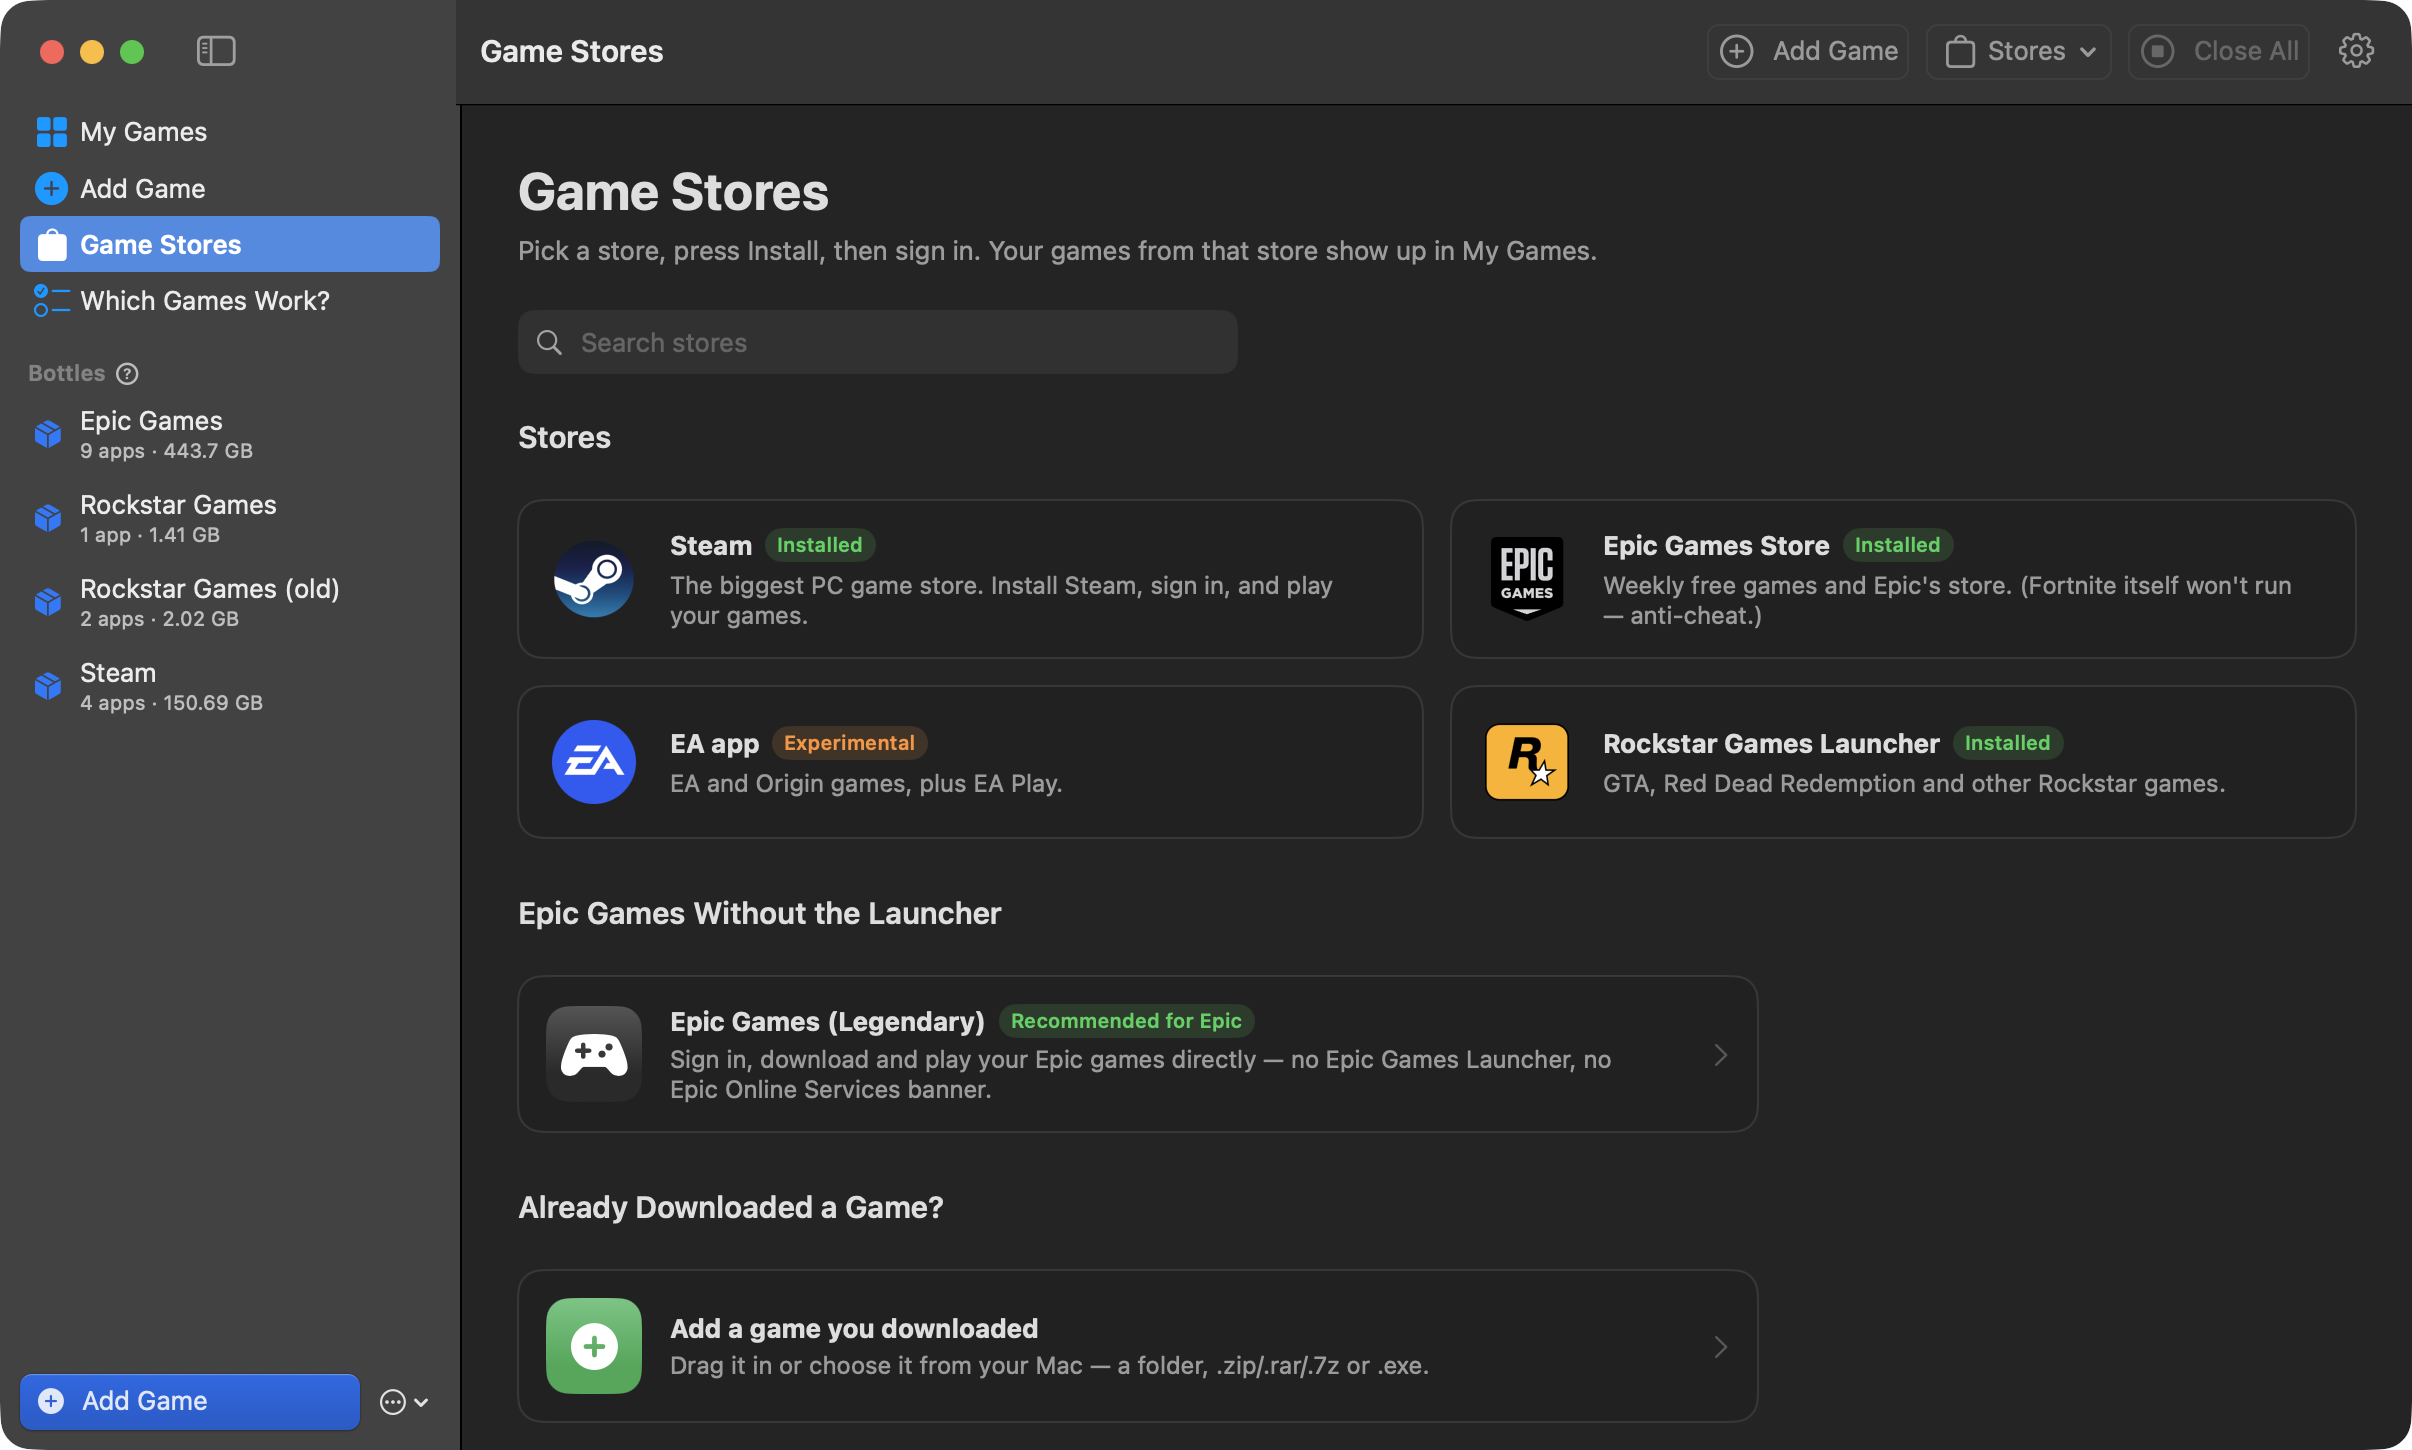 Game Stores
Add Game
Stores
Close All
My Games
Add Game
Game Stores
Which Games Work?
Bottles
Epic Games
9 apps · 443.7 GB
Rockstar Games
1 app · 1.41 GB
Rockstar Games (old)
2 apps · 2.02 GB
Steam
4 apps · 150.69 GB
Add Game
Game Stores
Pick a store, press Install, then sign in. Your games from that store show up in My Games.
Search stores
Stores
Steam Installed
The biggest PC game store. Install Steam, sign in, and play
your games.
EPIC
GAMES
Epic Games Store Installed
Weekly free games and Epic's store. (Fortnite itself won't run
— anti-cheat.)
EA
EA app Experimental
EA and Origin games, plus EA Play.
R
Rockstar Games Launcher Installed
GTA, Red Dead Redemption and other Rockstar games.
Epic Games Without the Launcher
Epic Games (Legendary) Recommended for Epic
Sign in, download and play your Epic games directly — no Epic Games Launcher, no
Epic Online Services banner.
Already Downloaded a Game?
Add a game you downloaded
Drag it in or choose it from your Mac — a folder, .zip/.rar/.7z or .exe.